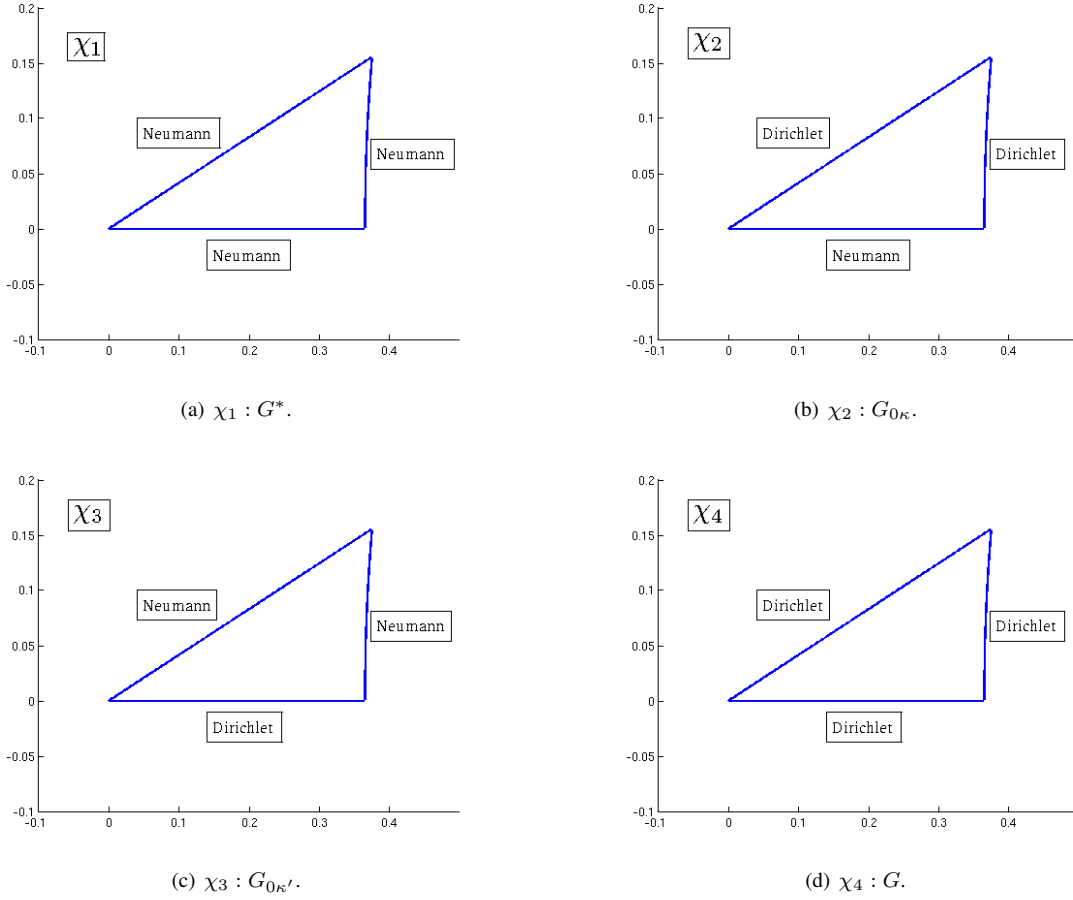 0.2
χ1
0.15
0.1
Neumann
Neumann
0.05
0
Neumann
-0.05
-0.1
-0.1 0 0.1 0.2 0.3 0.4
(a) χ1 : G*.
0.2
χ2
0.15
0.1
Dirichlet
Dirichlet
0.05
0
Neumann
-0.05
-0.1
-0.1 0 0.1 0.2 0.3 0.4
(b) χ2 : G0κ.
0.2
χ3
0.15
0.1
Neumann
Neumann
0.05
0
Dirichlet
-0.05
-0.1
-0.1 0 0.1 0.2 0.3 0.4
(c) χ3 : G0κ′.
0.2
χ4
0.15
0.1
Dirichlet
Dirichlet
0.05
0
Dirichlet
-0.05
-0.1
-0.1 0 0.1 0.2 0.3 0.4
(d) χ4 : G.